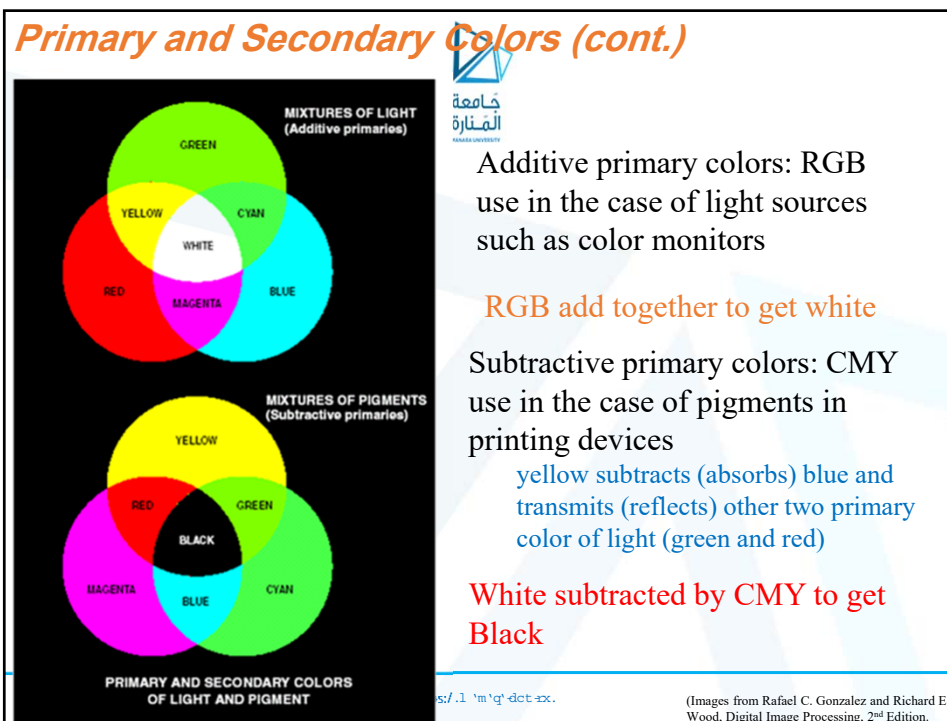 Primary and Secondary Colors (cont.)
جَامعة
المَـنارة
MANARA UNIVERSITY
MIXTURES OF LIGHT
(Additive primaries)
GREEN
YELLOW
CYAN
WHITE
RED
BLUE
MAGENTA
MIXTURES OF PIGMENTS
(Subtractive primaries)
YELLOW
RED
GREEN
BLACK
MAGENTA
CYAN
BLUE
PRIMARY AND SECONDARY COLORS
OF LIGHT AND PIGMENT
Additive primary colors: RGB
use in the case of light sources
such as color monitors
RGB add together to get white
Subtractive primary colors: CMY
use in the case of pigments in
printing devices
yellow subtracts (absorbs) blue and
transmits (reflects) other two primary
color of light (green and red)
White subtracted by CMY to get
Black
(Images from Rafael C. Gonzalez and Richard E
Wood, Digital Image Processing, 2nd Edition.